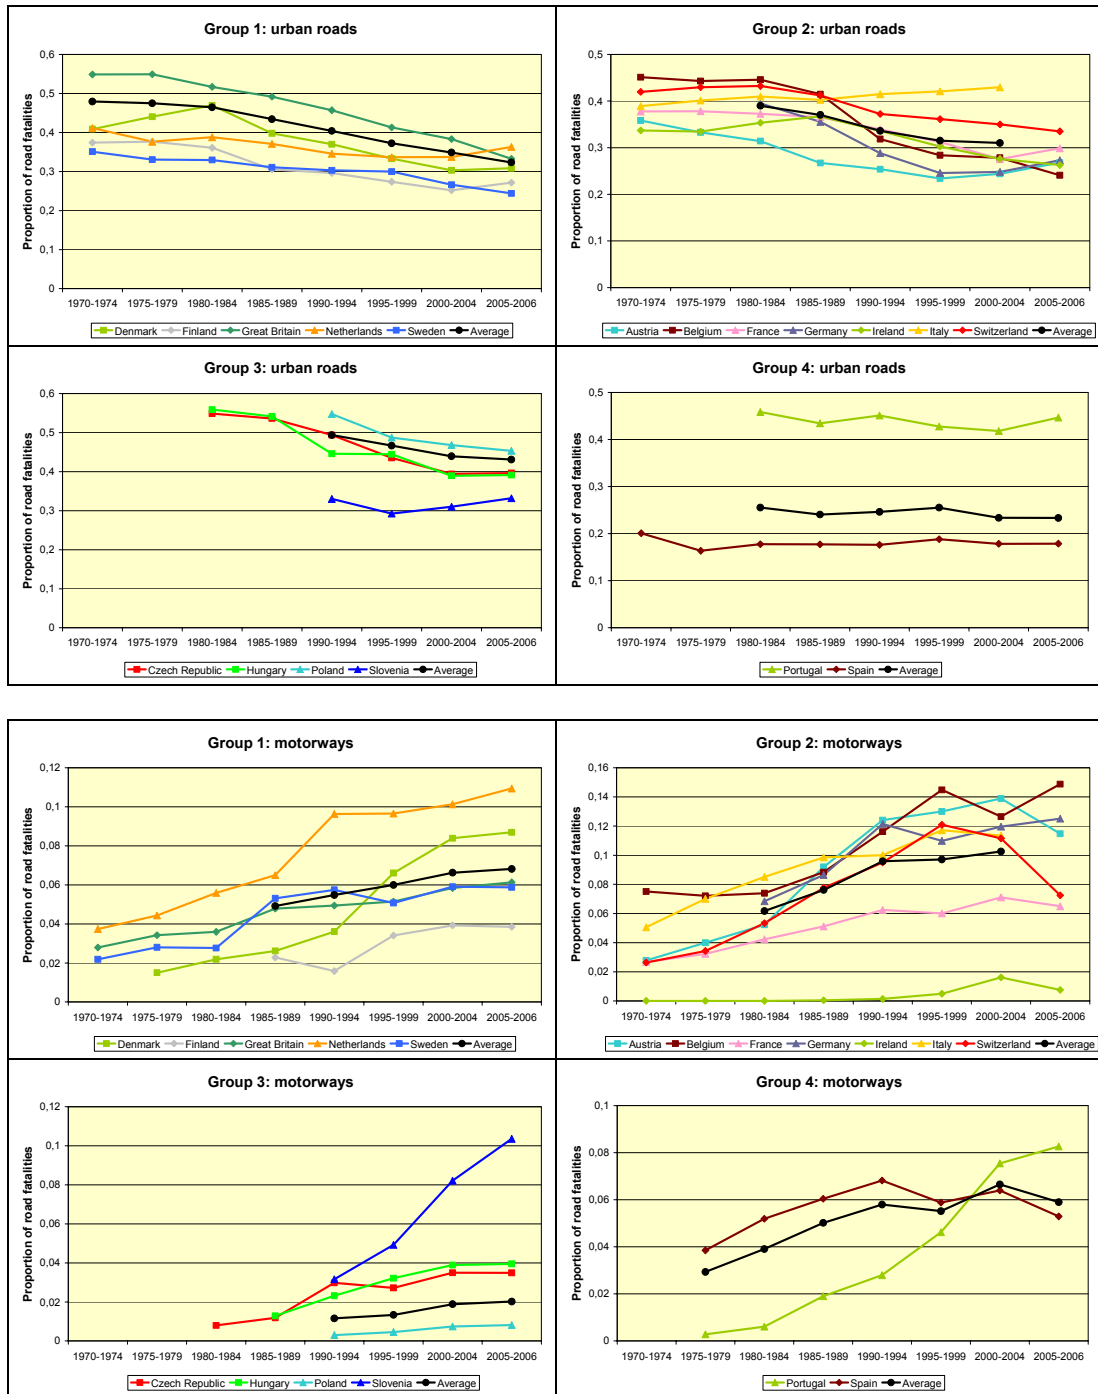 Group 1: urban roads
Proportion of road fatalities
0,6
0,5
0,4
0,3
0,2
0,1
0
1970-1974 1975-1979 1980-1984 1985-1989 1990-1994 1995-1999 2000-2004 2005-2006
Denmark Finland Great Britain Netherlands Sweden Average
Group 2: urban roads
Proportion of road fatalities
0,5
0,4
0,3
0,2
0,1
0
1970-1974 1975-1979 1980-1984 1985-1989 1990-1994 1995-1999 2000-2004 2005-2006
Austria Belgium France Germany Ireland Italy Switzerland Average
Group 3: urban roads
Proportion of road fatalities
0,6
0,5
0,4
0,3
0,2
0,1
0
1970-1974 1975-1979 1980-1984 1985-1989 1990-1994 1995-1999 2000-2004 2005-2006
Czech Republic Hungary Poland Slovenia Average
Group 4: urban roads
Proportion of road fatalities
0,5
0,4
0,3
0,2
0,1
0
1970-1974 1975-1979 1980-1984 1985-1989 1990-1994 1995-1999 2000-2004 2005-2006
Portugal Spain Average
Group 1: motorways
Proportion of road fatalities
0,12
0,1
0,08
0,06
0,04
0,02
0
1970-1974 1975-1979 1980-1984 1985-1989 1990-1994 1995-1999 2000-2004 2005-2006
Denmark Finland Great Britain Netherlands Sweden Average
Group 2: motorways
Proportion of road fatalities
0,16
0,14
0,12
0,1
0,08
0,06
0,04
0,02
0
1970-1974 1975-1979 1980-1984 1985-1989 1990-1994 1995-1999 2000-2004 2005-2006
Austria Belgium France Germany Ireland Italy Switzerland Average
Group 3: motorways
Proportion of road fatalities
0,12
0,1
0,08
0,06
0,04
0,02
0
1970-1974 1975-1979 1980-1984 1985-1989 1990-1994 1995-1999 2000-2004 2005-2006
Czech Republic Hungary Poland Slovenia Average
Group 4: motorways
Proportion of road fatalities
0,1
0,08
0,06
0,04
0,02
0
1970-1974 1975-1979 1980-1984 1985-1989 1990-1994 1995-1999 2000-2004 2005-2006
Portugal Spain Average